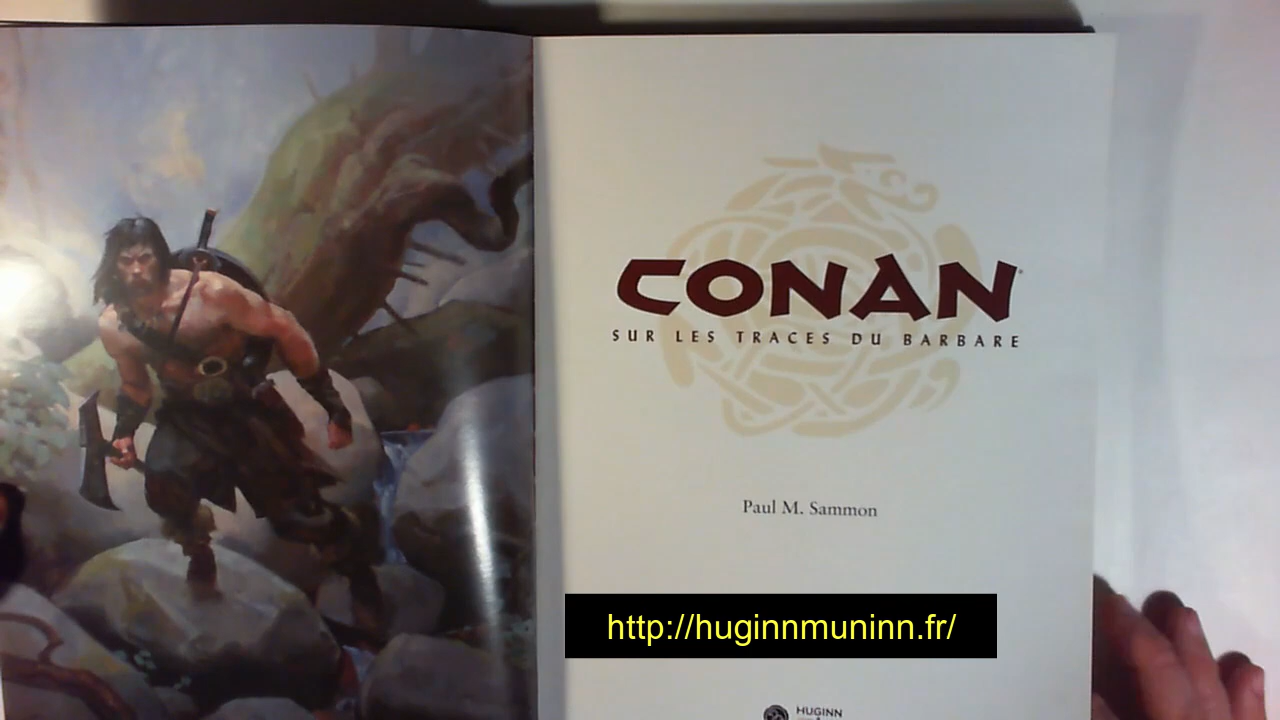 CONAN
SUR LES TRACES DU BARBARE
Paul M. Sammon
http://huginnmuninn.fr/
HUGINN